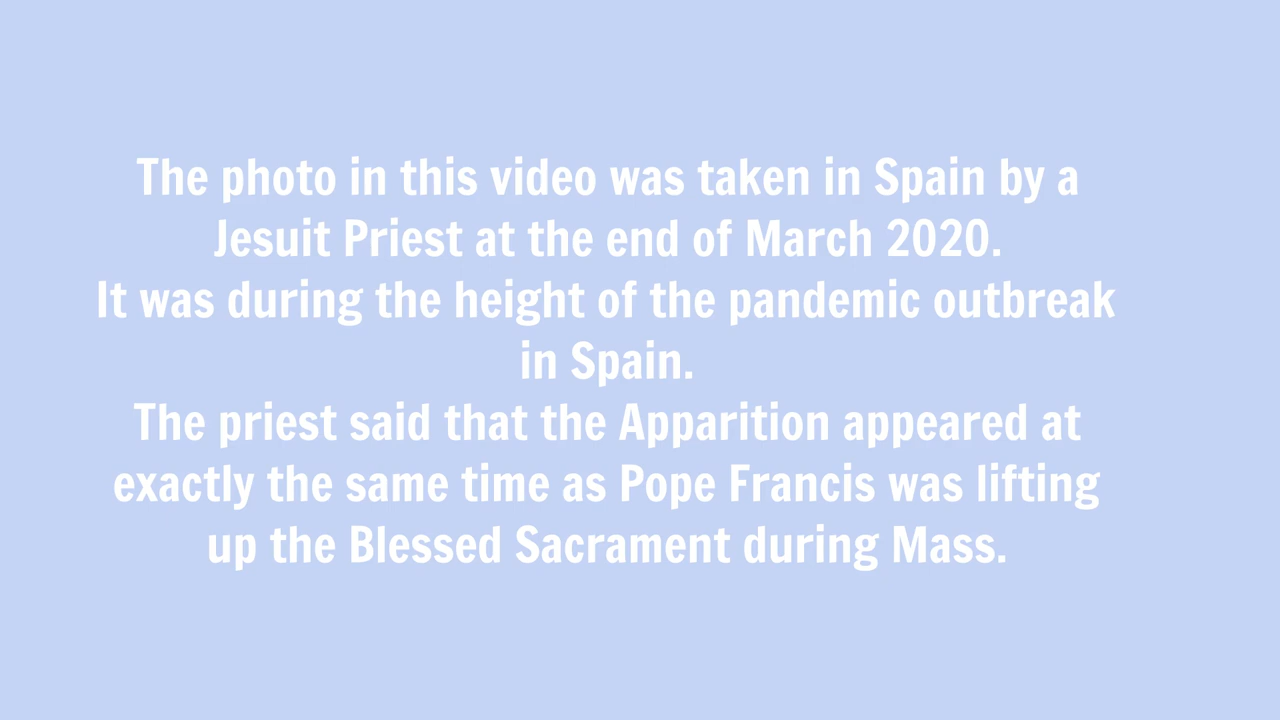 The photo in this video was taken in Spain by a
Jesuit Priest at the end of March 2020.
It was during the height of the pandemic outbreak
in Spain.
The priest said that the Apparition appeared at
exactly the same time as Pope Francis was lifting
up the Blessed Sacrament during Mass.